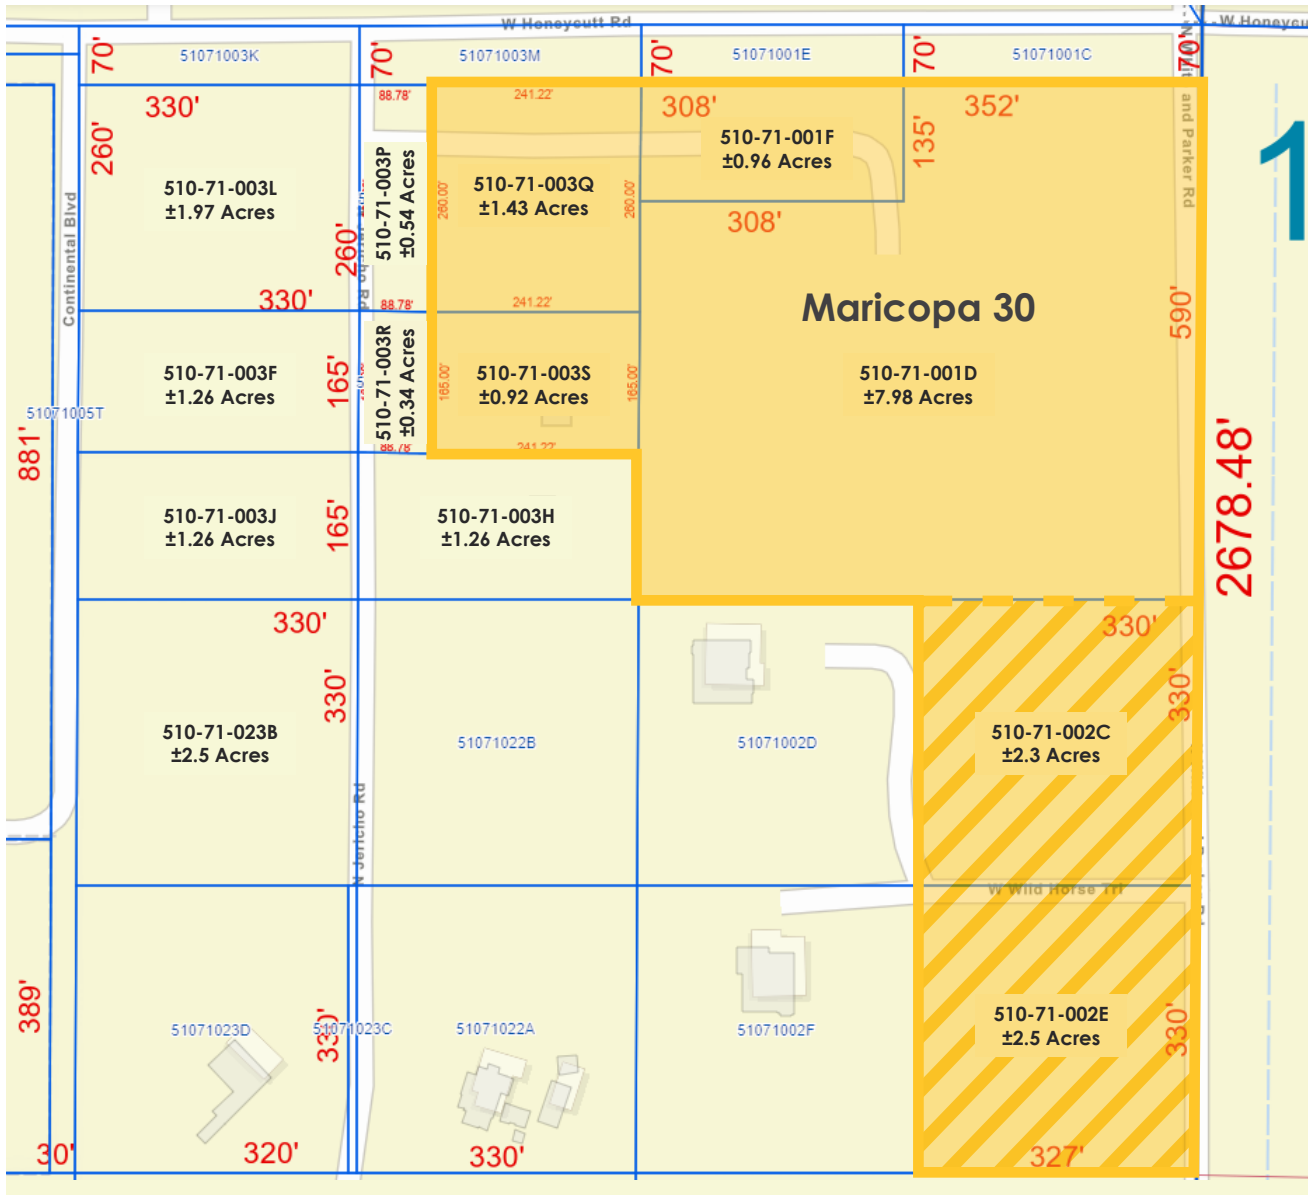 W Honeycutt Rd
W Honeycu
51071003K
51071003M
51071001E
51071001C
70'
70'
70'
70'
70'
330'
88.78'
241.22'
308'
352'
260'
135'
and Parker Rd
1
510-71-001F
±0.96 Acres
510-71-003L
±1.97 Acres
510-71-003P
±0.54 Acres
510-71-003Q
±1.43 Acres
260.00'
260.00'
308'
Continental Blvd
260'
330'
88.78'
241.22'
Maricopa 30
590'
510-71-003F
±1.26 Acres
165'
510-71-003R
±0.34 Acres
165.00'
510-71-003S
±0.92 Acres
165.00'
510-71-001D
±7.98 Acres
51071005T
881'
88.78'
241.22'
2678.48'
510-71-003J
±1.26 Acres
165'
510-71-003H
±1.26 Acres
330'
330'
330'
330'
510-71-023B
±2.5 Acres
51071022B
51071002D
510-71-002C
±2.3 Acres
N Jericho Rd
W Wild Horse Trl
389'
51071023D
330'
51071023C
51071022A
51071002F
510-71-002E
±2.5 Acres
330'
30'
320'
330'
327'